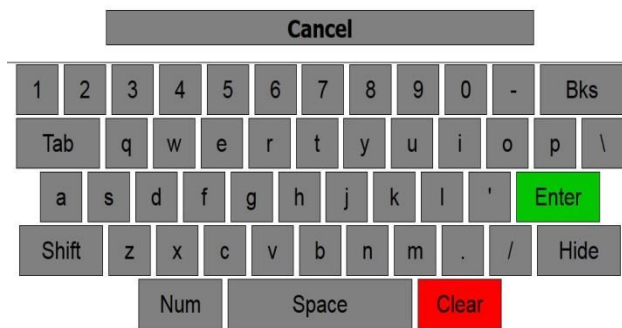 Cancel
1 2 3 4 5 6 7 8 9 0 - Bks
Tab q w e r t y u i o p \
a s d f g h j k l ' Enter
Shift z x c v b n m . / Hide
Num Space Clear